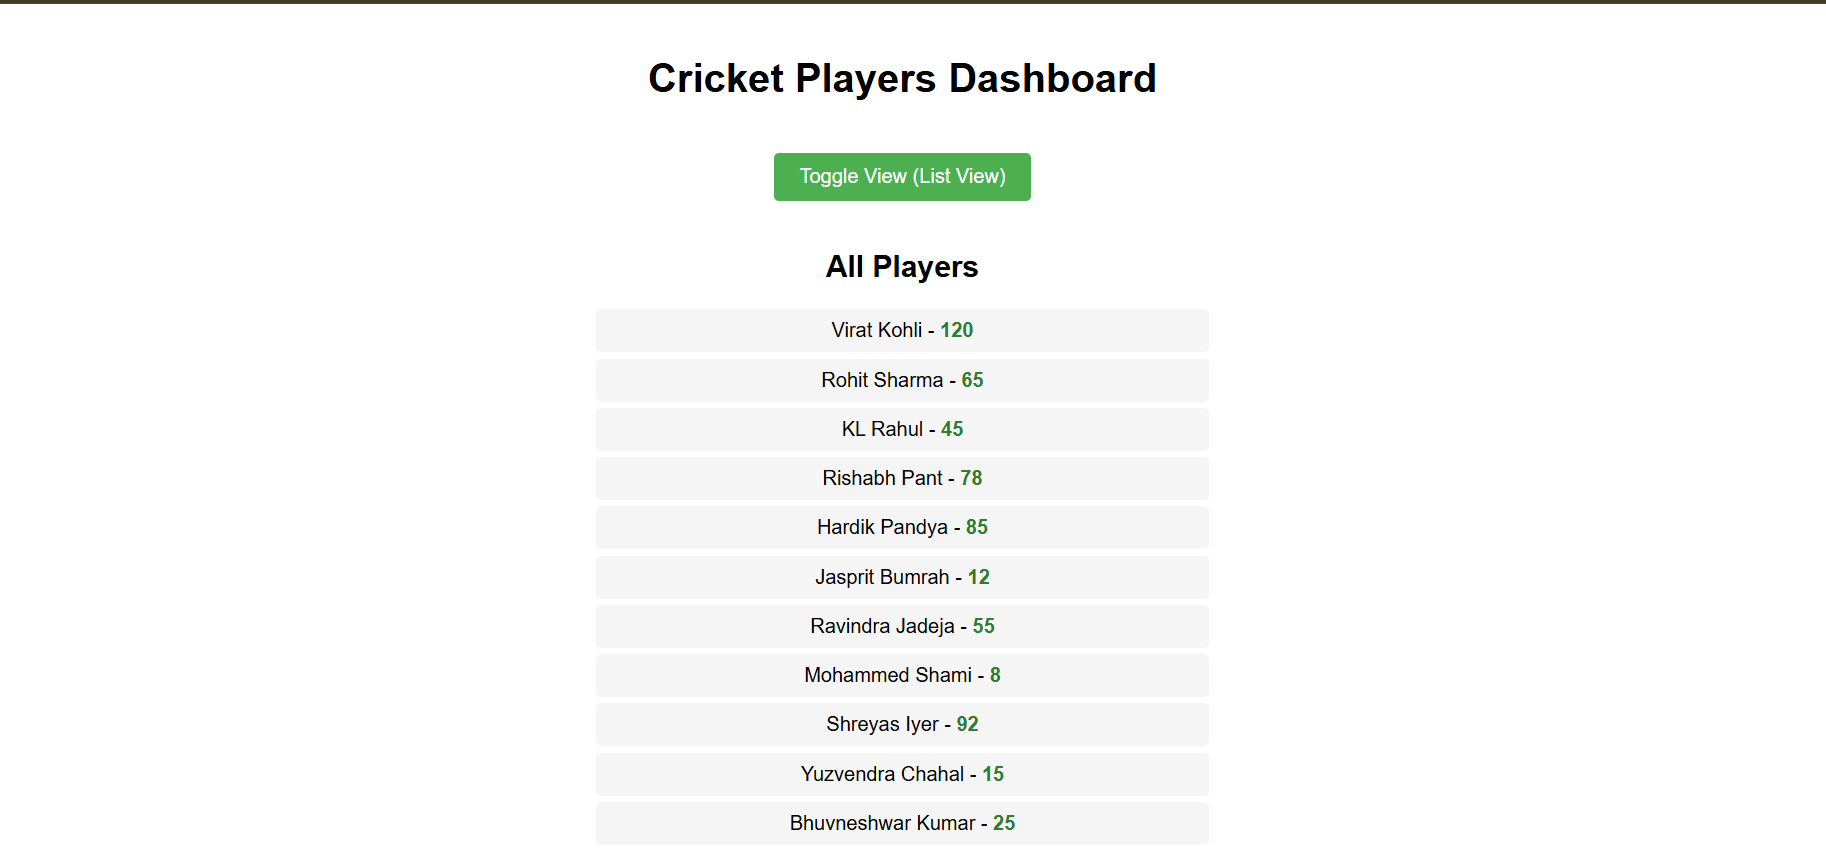 Cricket Players Dashboard
Toggle View (List View)
All Players
Virat Kohli - 120
Rohit Sharma - 65
KL Rahul - 45
Rishabh Pant - 78
Hardik Pandya - 85
Jasprit Bumrah - 12
Ravindra Jadeja - 55
Mohammed Shami - 8
Shreyas Iyer - 92
Yuzvendra Chahal - 15
Bhuvneshwar Kumar - 25